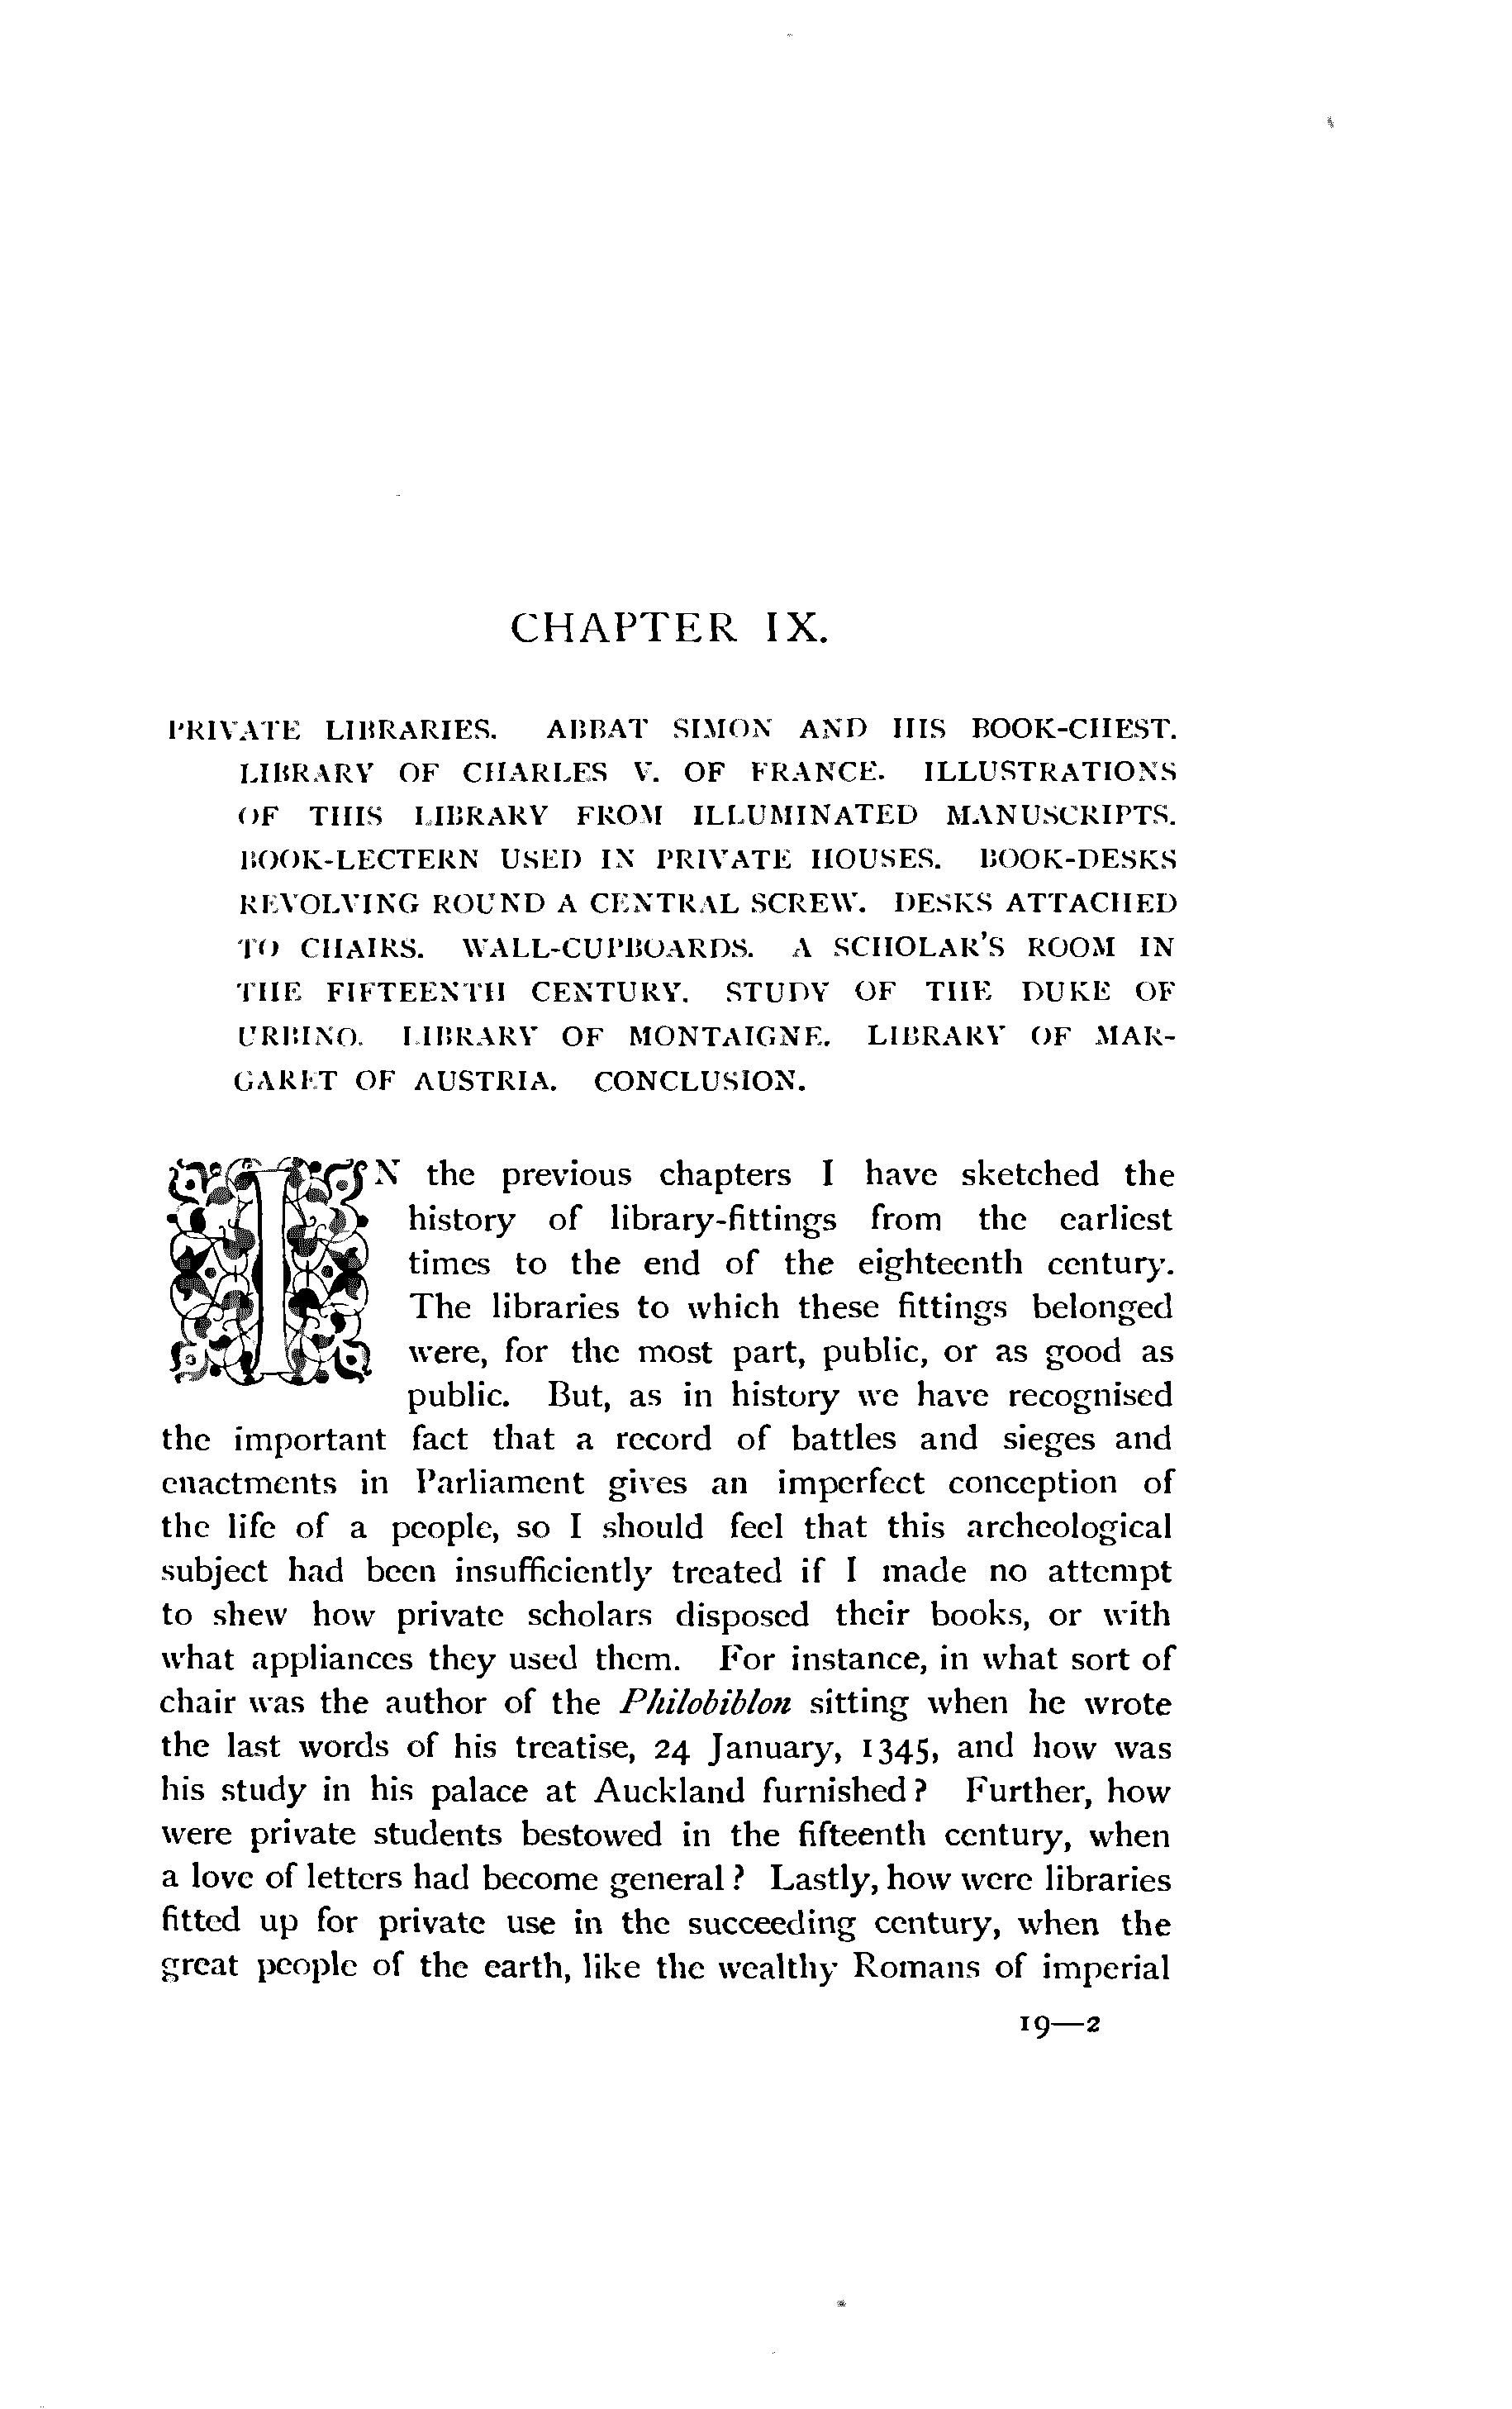 CHAPTER IX.
PRIVATE LIBRARIES. ABBAT SIMON AND HIS BOOK-CHEST.
LIBRARY OF CHARLES V. OF FRANCE. ILLUSTRATIONS
OF THIS LIBRARY FROM ILLUMINATED MANUSCRIPTS.
BOOK-LECTERN USED IN PRIVATE HOUSES. BOOK-DESKS
REVOLVING ROUND A CENTRAL SCREW. DESKS ATTACHED
TO CHAIRS. WALL-CUPBOARDS. A SCHOLAR'S ROOM IN
THE FIFTEENTH CENTURY. STUDY OF THE DUKE OF
URBINO. LIBRARY OF MONTAIGNE. LIBRARY OF MAR-
GARET OF AUSTRIA. CONCLUSION.
IN the previous chapters I have sketched the
history of library-fittings from the earliest
times to the end of the eighteenth century.
The libraries to which these fittings belonged
were, for the most part, public, or as good as
public. But, as in history we have recognised
the important fact that a record of battles and sieges and
enactments in Parliament gives an imperfect conception of
the life of a people, so I should feel that this archeological
subject had been insufficiently treated if I made no attempt
to shew how private scholars disposed their books, or with
what appliances they used them. For instance, in what sort of
chair was the author of the Philobiblon sitting when he wrote
the last words of his treatise, 24 January, 1345, and how was
his study in his palace at Auckland furnished? Further, how
were private students bestowed in the fifteenth century, when
a love of letters had become general? Lastly, how were libraries
fitted up for private use in the succeeding century, when the
great people of the earth, like the wealthy Romans of imperial
19—2